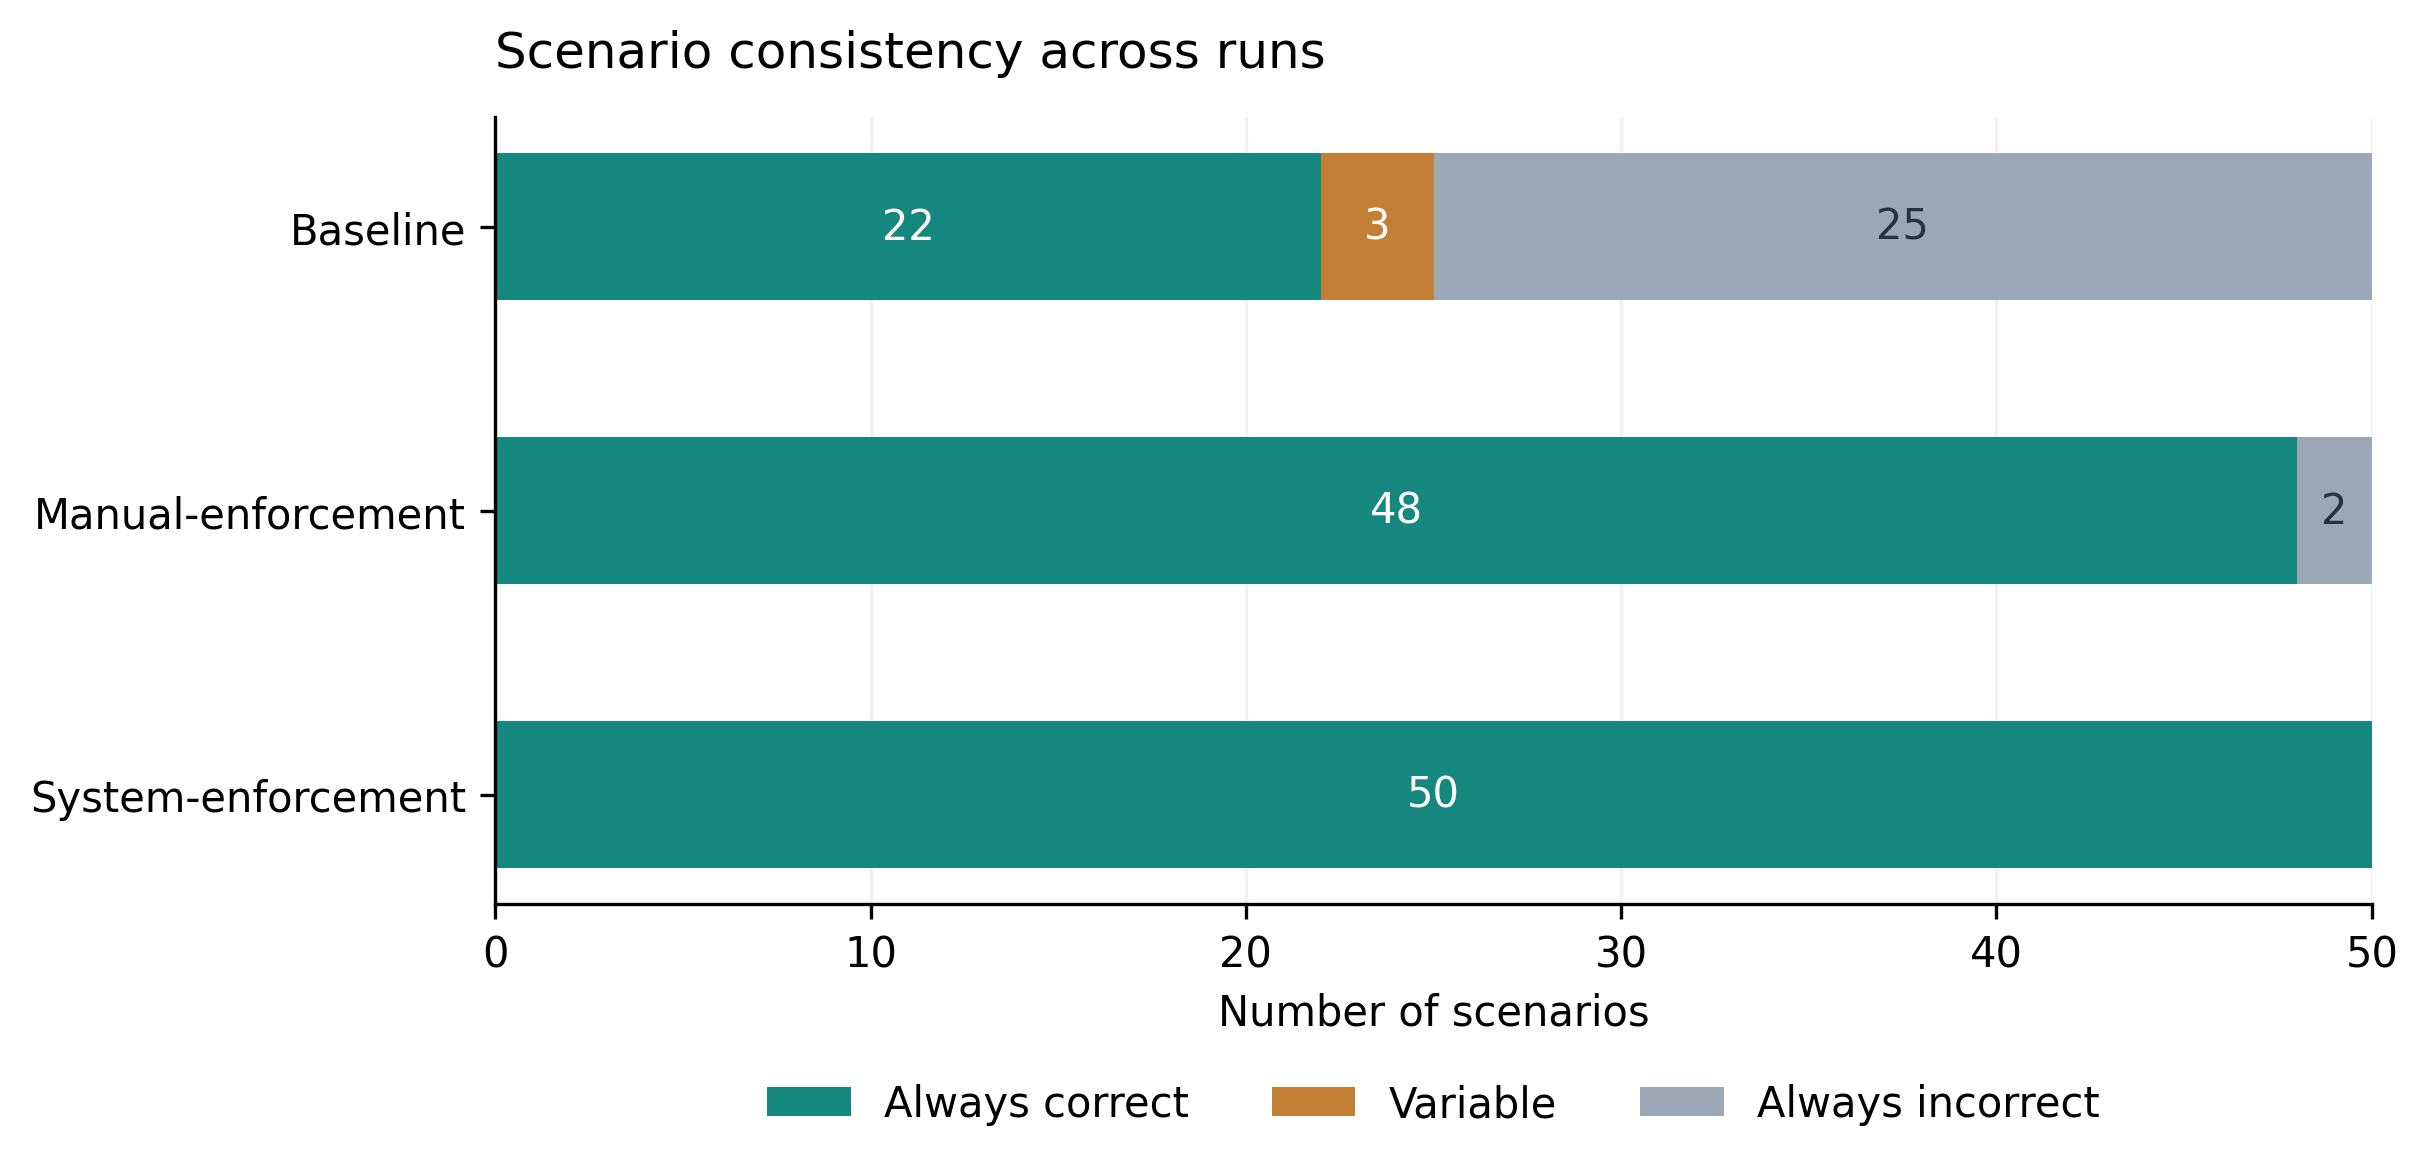 Scenario consistency across runs
Baseline
22
3
25
Manual-enforcement
48
2
System-enforcement
50
0 10 20 30 40 50
Number of scenarios
Always correct Variable Always incorrect